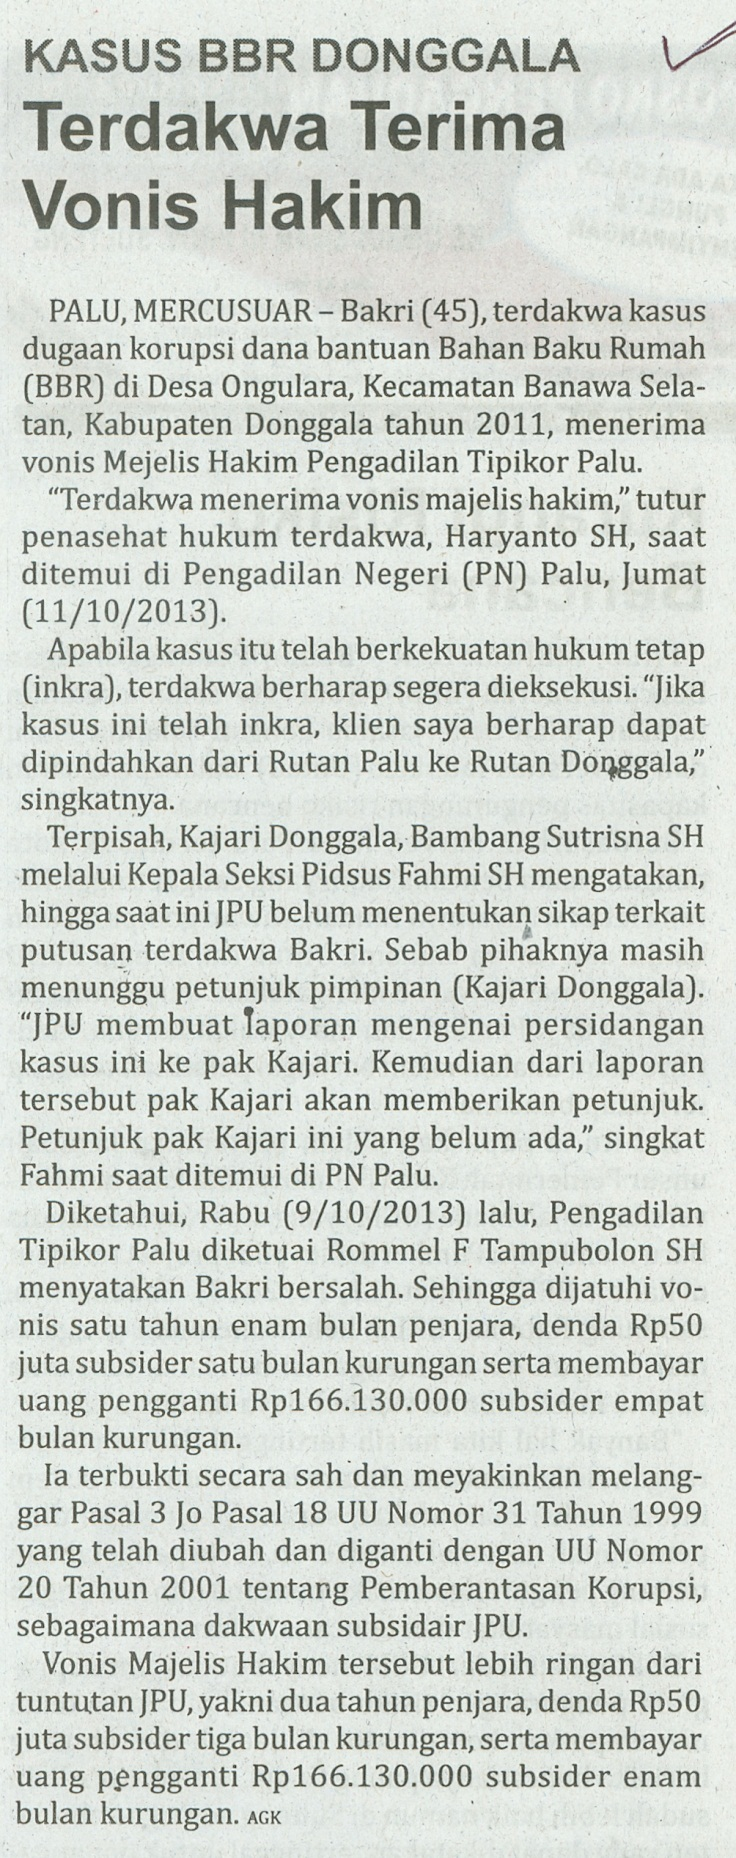 KASUS BBR DONGGALA
Terdakwa Terima
Vonis Hakim
PALU, MERCUSUAR – Bakri (45), terdakwa kasus
dugaan korupsi dana bantuan Bahan Baku Rumah
(BBR) di Desa Ongulara, Kecamatan Banawa Sela-
tan, Kabupaten Donggala tahun 2011, menerima
vonis Mejelis Hakim Pengadilan Tipikor Palu.
“Terdakwa menerima vonis majelis hakim,” tutur
penasehat hukum terdakwa, Haryanto SH, saat
ditemui di Pengadilan Negeri (PN) Palu, Jumat
(11/10/2013).
Apabila kasus itu telah berkekuatan hukum tetap
(inkra), terdakwa berharap segera dieksekusi. “Jika
kasus ini telah inkra, klien saya berharap dapat
dipindahkan dari Rutan Palu ke Rutan Donggala,”
singkatnya.
Terpisah, Kajari Donggala, Bambang Sutrisna SH
melalui Kepala Seksi Pidsus Fahmi SH mengatakan,
hingga saat ini JPU belum menentukan sikap terkait
putusan terdakwa Bakri. Sebab pihaknya masih
menunggu petunjuk pimpinan (Kajari Donggala).
“JPU membuat laporan mengenai persidangan
kasus ini ke pak Kajari. Kemudian dari laporan
tersebut pak Kajari akan memberikan petunjuk.
Petunjuk pak Kajari ini yang belum ada,” singkat
Fahmi saat ditemui di PN Palu.
Diketahui, Rabu (9/10/2013) lalu, Pengadilan
Tipikor Palu diketuai Rommel F Tampubolon SH
menyatakan Bakri bersalah. Sehingga dijatuhi vo-
nis satu tahun enam bulan penjara, denda Rp50
juta subsider satu bulan kurungan serta membayar
uang pengganti Rp166.130.000 subsider empat
bulan kurungan.
Ia terbukti secara sah dan meyakinkan melang-
gar Pasal 3 Jo Pasal 18 UU Nomor 31 Tahun 1999
yang telah diubah dan diganti dengan UU Nomor
20 Tahun 2001 tentang Pemberantasan Korupsi,
sebagaimana dakwaan subsidair JPU.
Vonis Majelis Hakim tersebut lebih ringan dari
tuntutan JPU, yakni dua tahun penjara, denda Rp50
juta subsider tiga bulan kurungan, serta membayar
uang pengganti Rp166.130.000 subsider enam
bulan kurungan. AGK